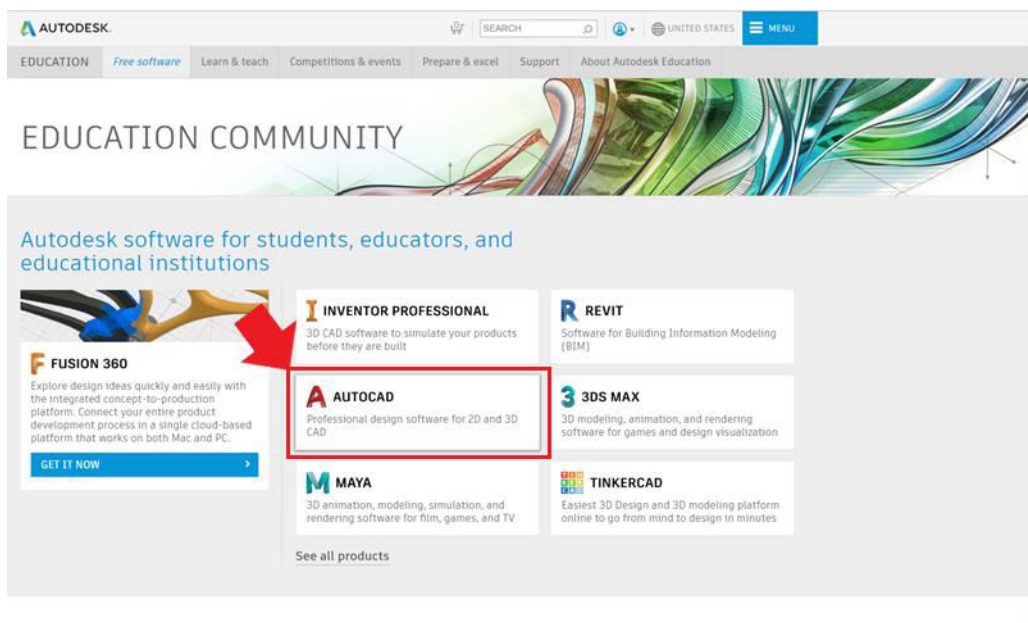 AUTODESK.
SEARCH
UNITED STATES
MENU
EDUCATION Free software Learn & teach Competitions & events Prepare & excel Support About Autodesk Education
EDUCATION COMMUNITY
Autodesk software for students, educators, and
educational institutions
FUSION 360
Explore design ideas quickly and easily with
the integrated concept-to-production
platform. Connect your entire product
development process in a single cloud-based
platform that works on both Mac and PC.
GET IT NOW
INVENTOR PROFESSIONAL
3D CAD software to simulate your products
before they are built
REVIT
Software for Building Information Modeling
(BIM)
AUTOCAD
Professional design software for 2D and 3D
CAD
3DS MAX
3D modeling, animation, and rendering
software for games and design visualization
MAYA
3D animation, modeling, simulation, and
rendering software for film, games, and TV
TINKERCAD
Easiest 3D Design and 3D modeling platform
online to go from mind to design in minutes
See all products